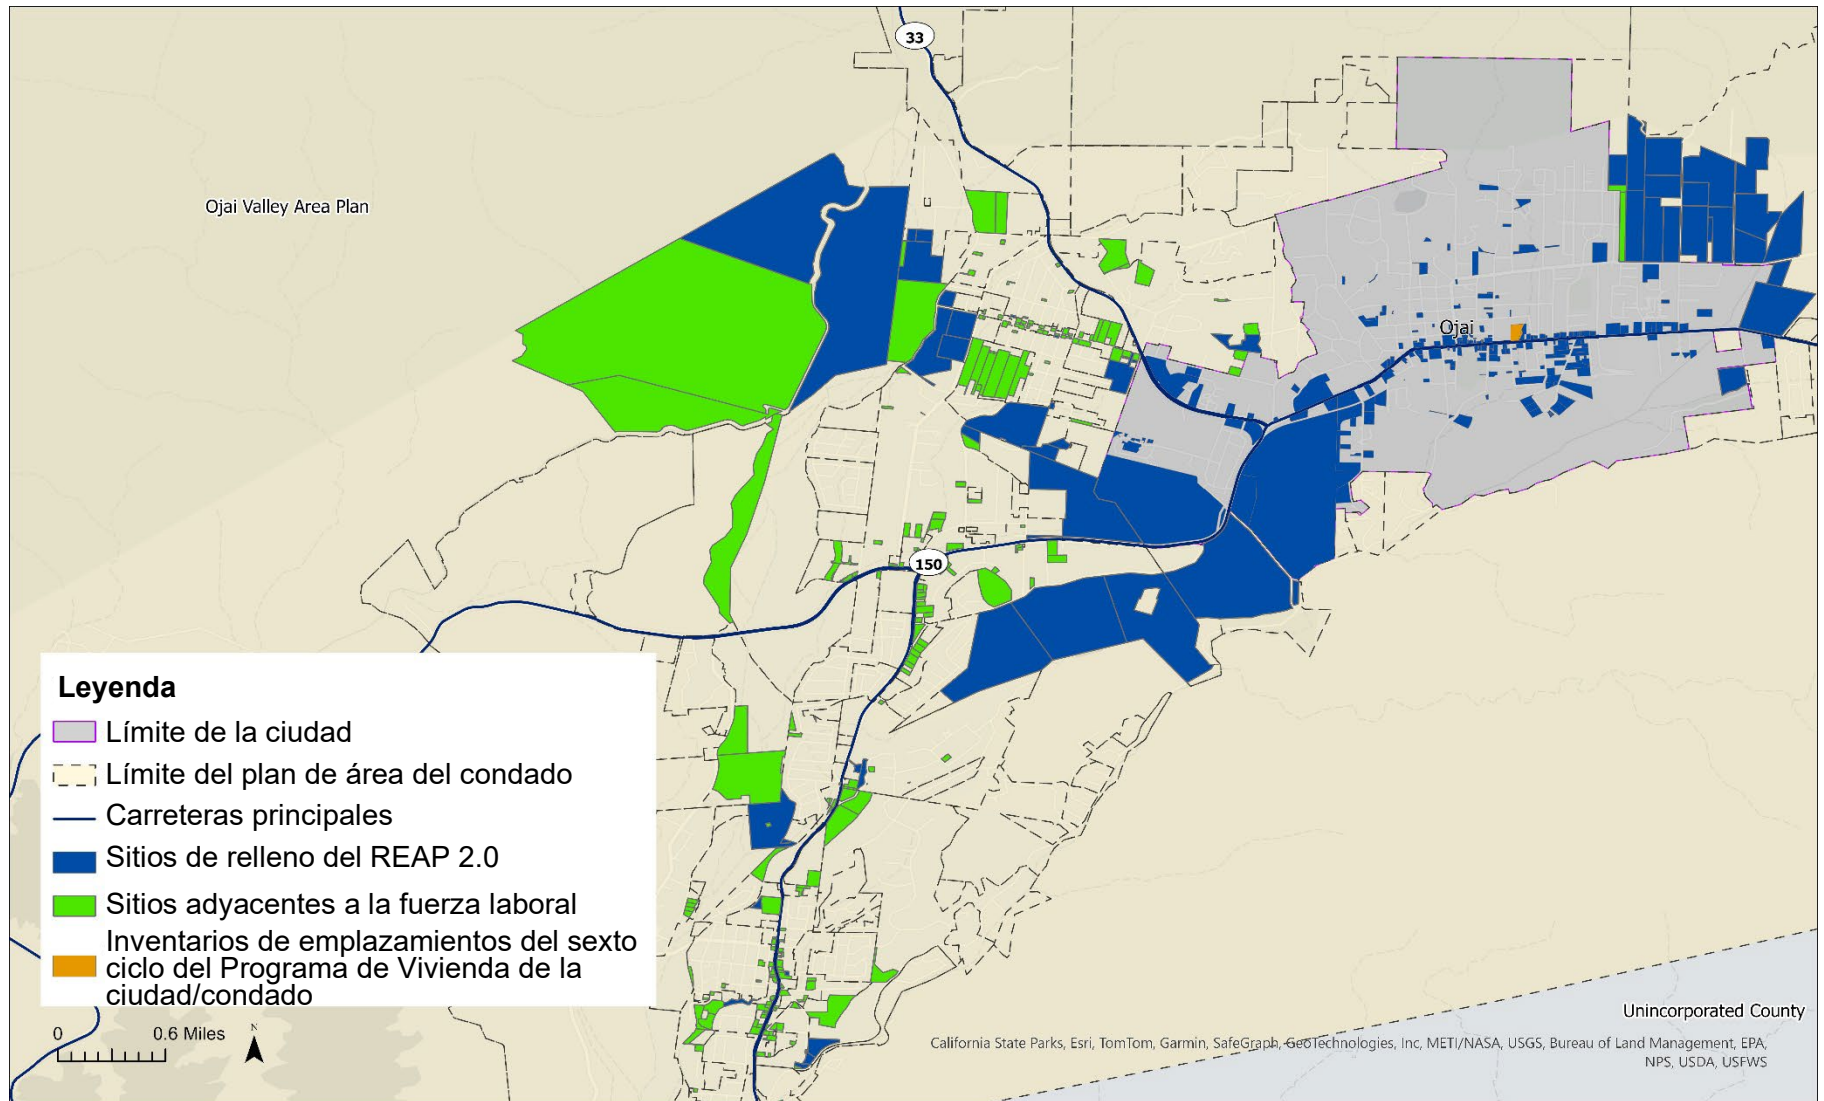 33
Ojai Valley Area Plan
Ojai
150
Leyenda
Límite de la ciudad
Límite del plan de área del condado
Carreteras principales
Sitios de relleno del REAP 2.0
Sitios adyacentes a la fuerza laboral
Inventarios de emplazamientos del sexto
ciclo del Programa de Vivienda de la
ciudad/condado
0 0.6 Miles
N
Unincorporated County
California State Parks, Esri, TomTom, Garmin, SafeGraph, GeoTechnologies, Inc, METI/NASA, USGS, Bureau of Land Management, EPA,
NPS, USDA, USFWS